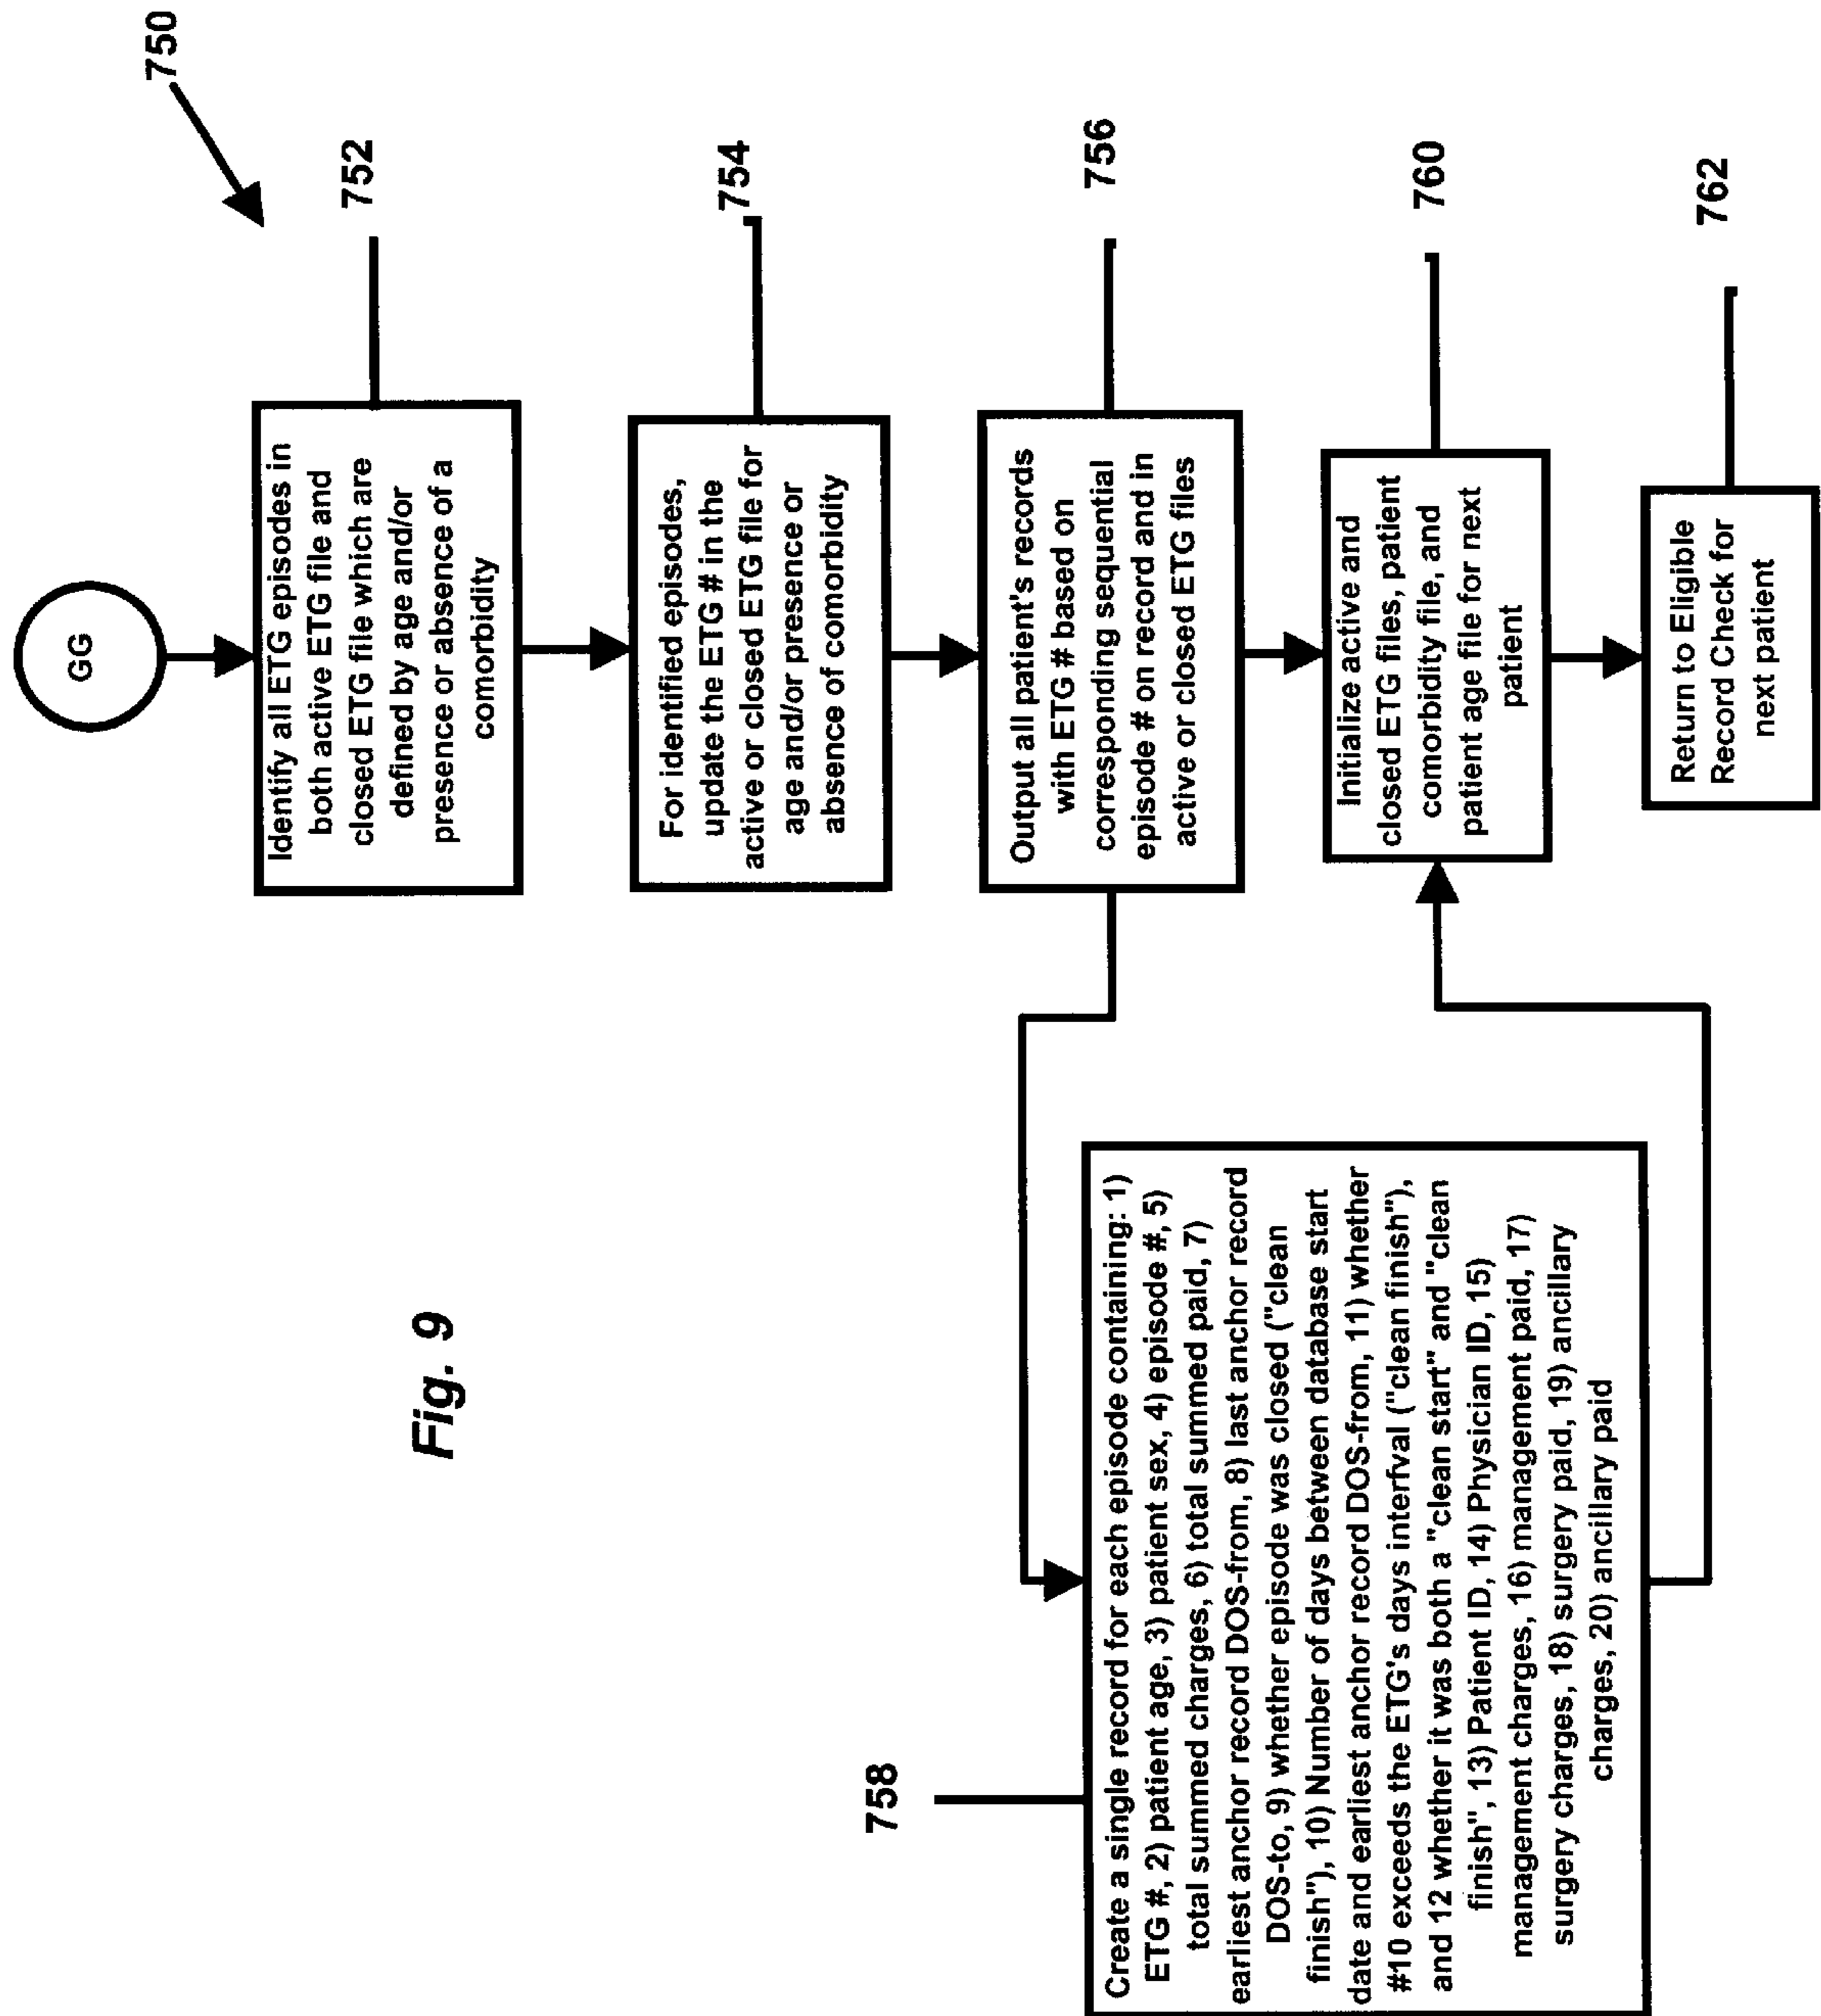 750
GG
Identify all ETG episodes in
both active ETG file and
closed ETG file which are
defined by age and/or
presence or absence of a
comorbidity
752
For identified episodes,
update the ETG # in the
active or closed ETG file for
age and/or presence or
absence of comorbidity
754
Output all patient's records
with ETG # based on
corresponding sequential
episode # on record and in
active or closed ETG files
756
758
Create a single record for each episode containing: 1)
ETG #, 2) patient age, 3) patient sex, 4) episode #, 5)
total summed charges, 6) total summed paid, 7)
earliest anchor record DOS-from, 8) last anchor record
DOS-to, 9) whether episode was closed ("clean
finish"), 10) Number of days between database start
date and earliest anchor record DOS-from, 11) whether
#10 exceeds the ETG's days interfval ("clean finish"),
and 12 whether it was both a "clean start" and "clean
finish", 13) Patient ID, 14) Physician ID, 15)
management charges, 16) management paid, 17)
surgery charges, 18) surgery paid, 19) ancillary
charges, 20) ancillary paid
Initialize active and
closed ETG files, patient
comorbidity file, and
patient age file for next
patient
760
Return to Eligible
Record Check for
next patient
762
Fig. 9